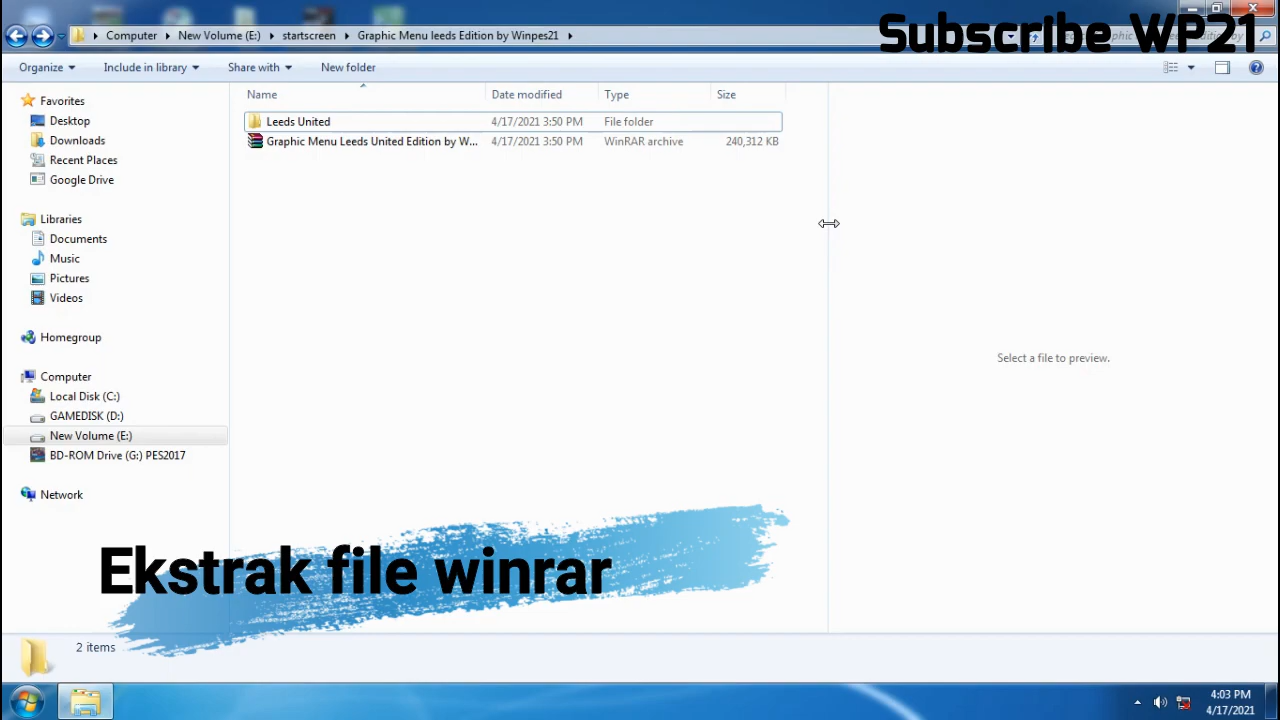 Subscribe WP21
Computer
New Volume (E:)
startscreen
Graphic Menu leeds Edition by Winpes21
Organize
Include in library
Share with
New folder
Name
Date modified
Type
Size
Favorites
Desktop
Downloads
Recent Places
Google Drive
Libraries
Documents
Music
Pictures
Videos
Homegroup
Computer
Local Disk (C:)
GAMEDISK (D:)
New Volume (E:)
BD-ROM Drive (G:) PES2017
Network
Leeds United 4/17/2021 3:50 PM File folder
Graphic Menu Leeds United Edition by W... 4/17/2021 3:50 PM WinRAR archive 240,312 KB
Select a file to preview.
Ekstrak file winrar
2 items
4:03 PM
4/17/2021